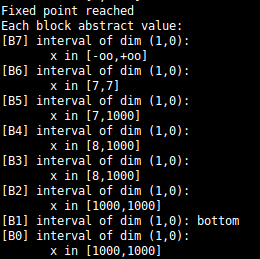 Fixed point reached
Each block abstract value:
[B7] interval of dim (1,0):
x in [-oo,+oo]
[B6] interval of dim (1,0):
x in [7,7]
[B5] interval of dim (1,0):
x in [7,1000]
[B4] interval of dim (1,0):
x in [8,1000]
[B3] interval of dim (1,0):
x in [8,1000]
[B2] interval of dim (1,0):
x in [1000,1000]
[B1] interval of dim (1,0): bottom
[B0] interval of dim (1,0):
x in [1000,1000]